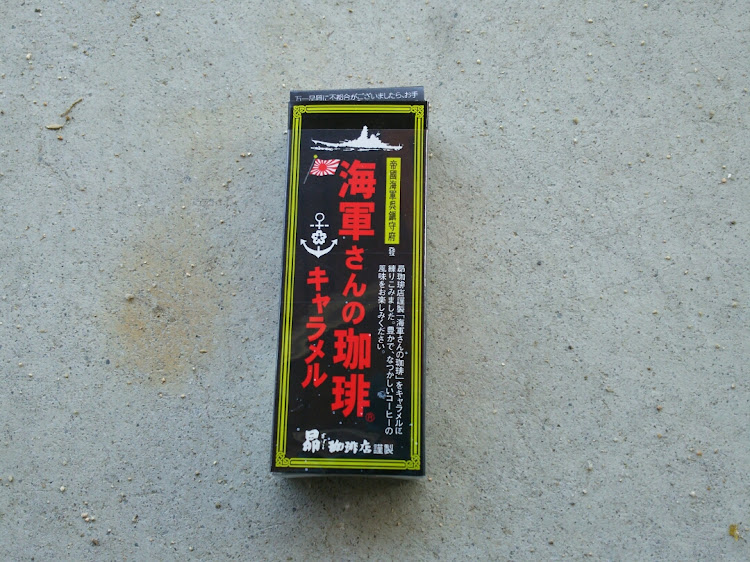 万一品質に不都合がございましたら、お手
帝國海軍呉鎮守府 發
海軍さんの珈琲®
キャラメル
昴珈琲店謹製「海軍さんの珈琲」をキャラメルに
練りこみました。豊かで、なつかしいコーヒーの
風味をお楽しみください。
昴珈琲店謹製